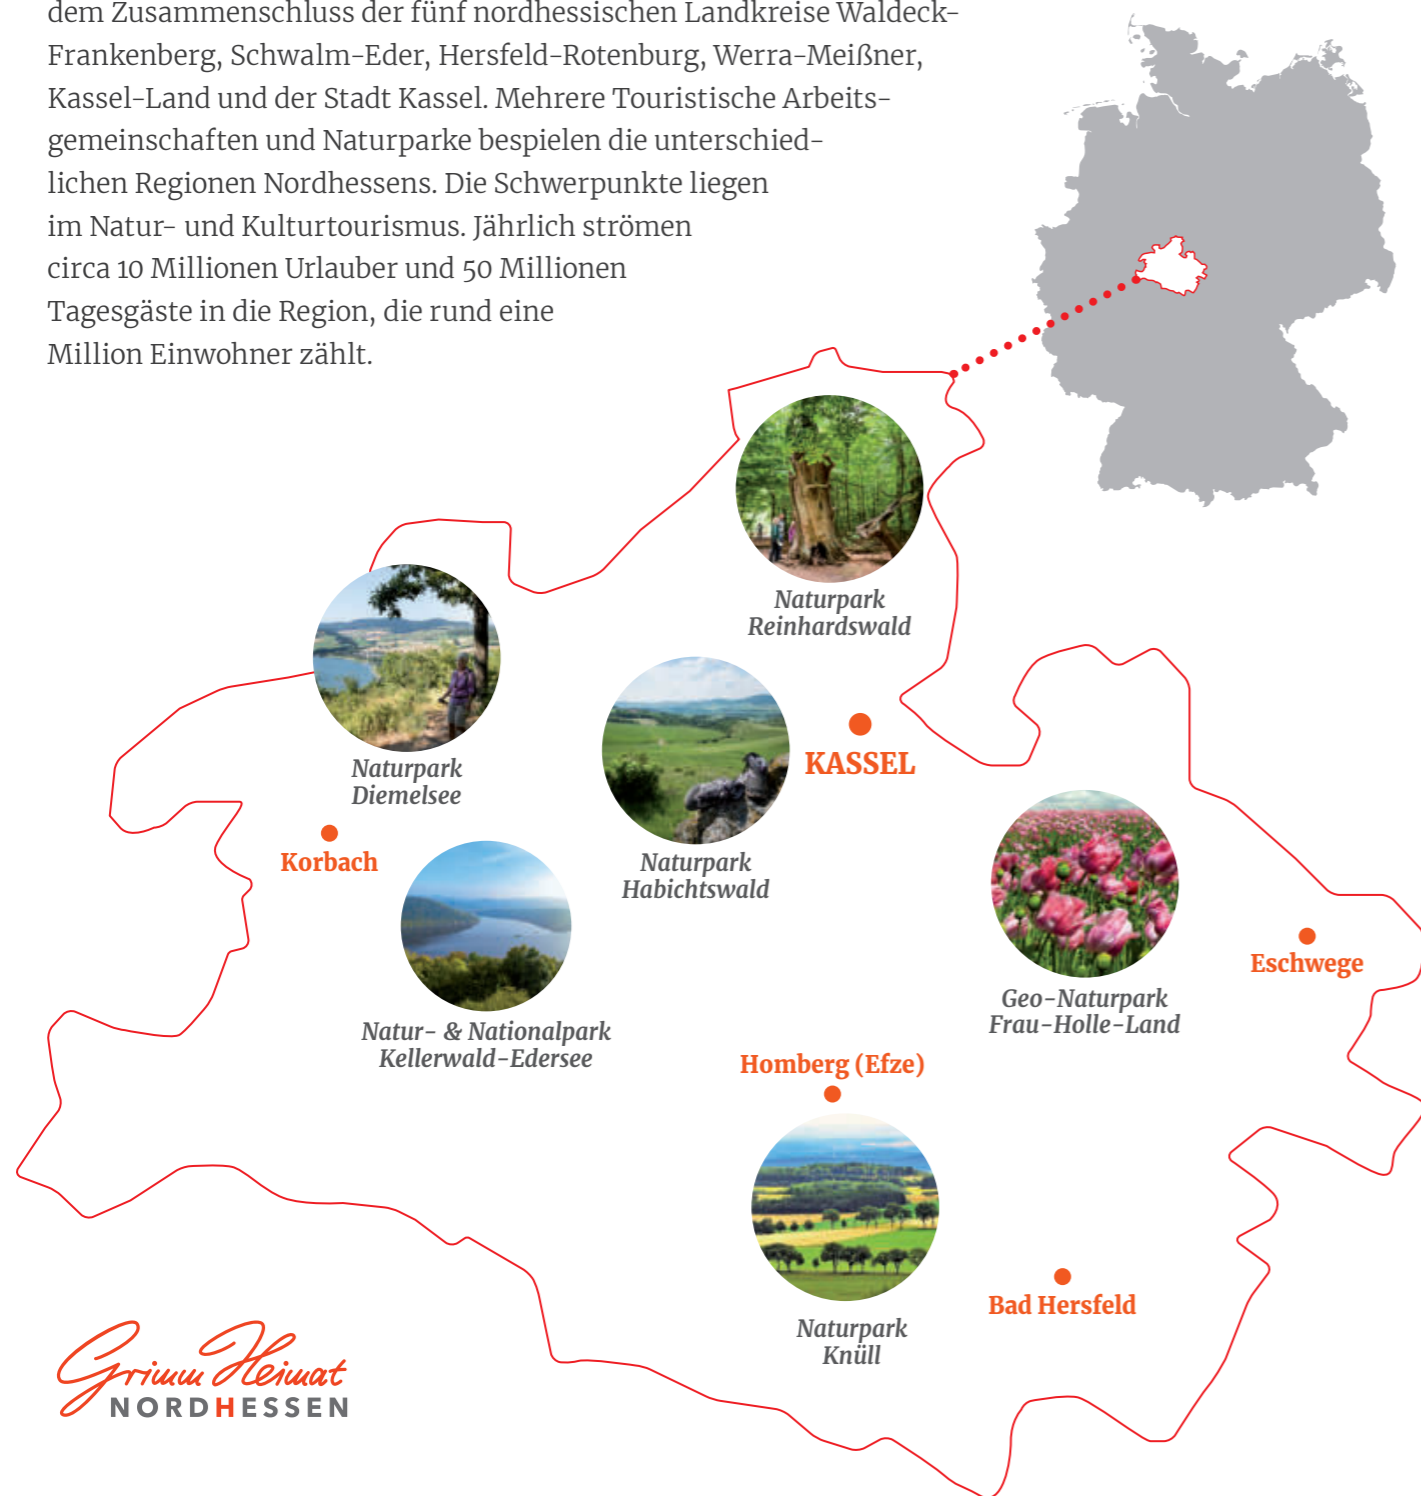 dem Zusammenschluss der fünf nordhessischen Landkreise Waldeck-
Frankenberg, Schwalm-Eder, Hersfeld-Rotenburg, Werra-Meißner,
Kassel-Land und der Stadt Kassel. Mehrere Touristische Arbeits-
gemeinschaften und Naturparke bespielen die unterschied-
lichen Regionen Nordhessens. Die Schwerpunkte liegen
im Natur- und Kulturtourismus. Jährlich strömen
circa 10 Millionen Urlauber und 50 Millionen
Tagesgäste in die Region, die rund eine
Million Einwohner zählt.
Naturpark
Reinhardswald
Naturpark
Diemelsee
KASSEL
Korbach
Naturpark
Habichtswald
Eschwege
Geo-Naturpark
Frau-Holle-Land
Natur- & Nationalpark
Kellerwald-Edersee
Homberg (Efze)
Bad Hersfeld
Naturpark
Knüll
Grimm Heimat
NORDHESSEN